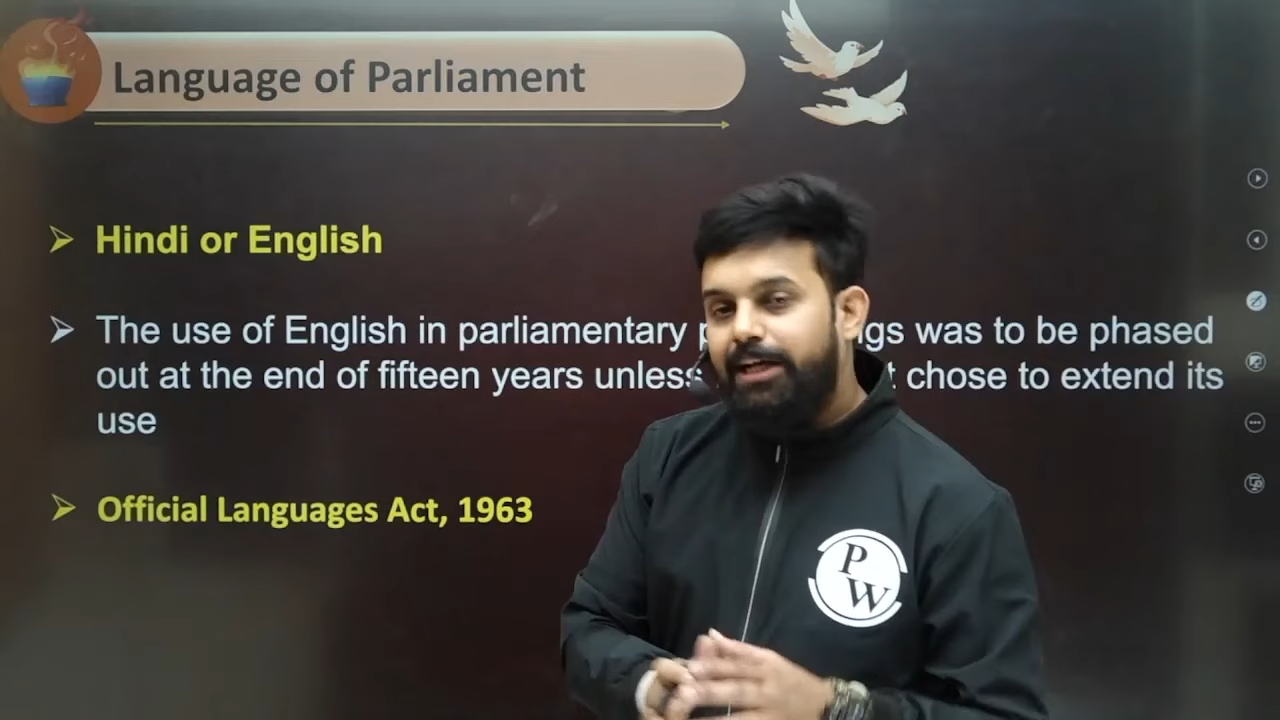 Language of Parliament
Hindi or English
The use of English in parliamentary was to be phased
out at the end of fifteen years unless chose to extend its
use
Official Languages Act, 1963
P
W